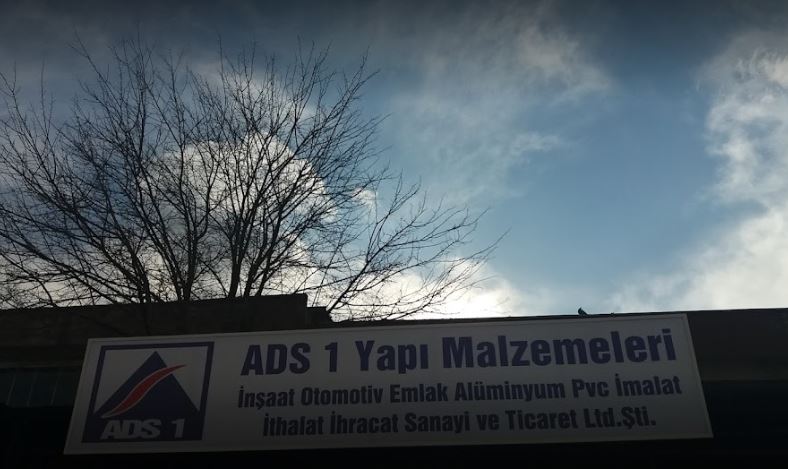 ADS 1 Yapı Malzemeleri
İnşaat Otomotiv Emlak Alüminyum Pvc İmalat
İthalat İhracat Sanayi ve Ticaret Ltd.Şti.
ADS 1